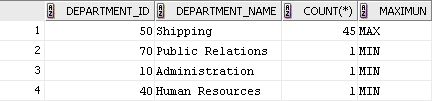 DEPARTMENT_ID DEPARTMENT_NAME COUNT(*) MAXIMUN
1 50 Shipping 45 MAX
2 70 Public Relations 1 MIN
3 10 Administration 1 MIN
4 40 Human Resources 1 MIN